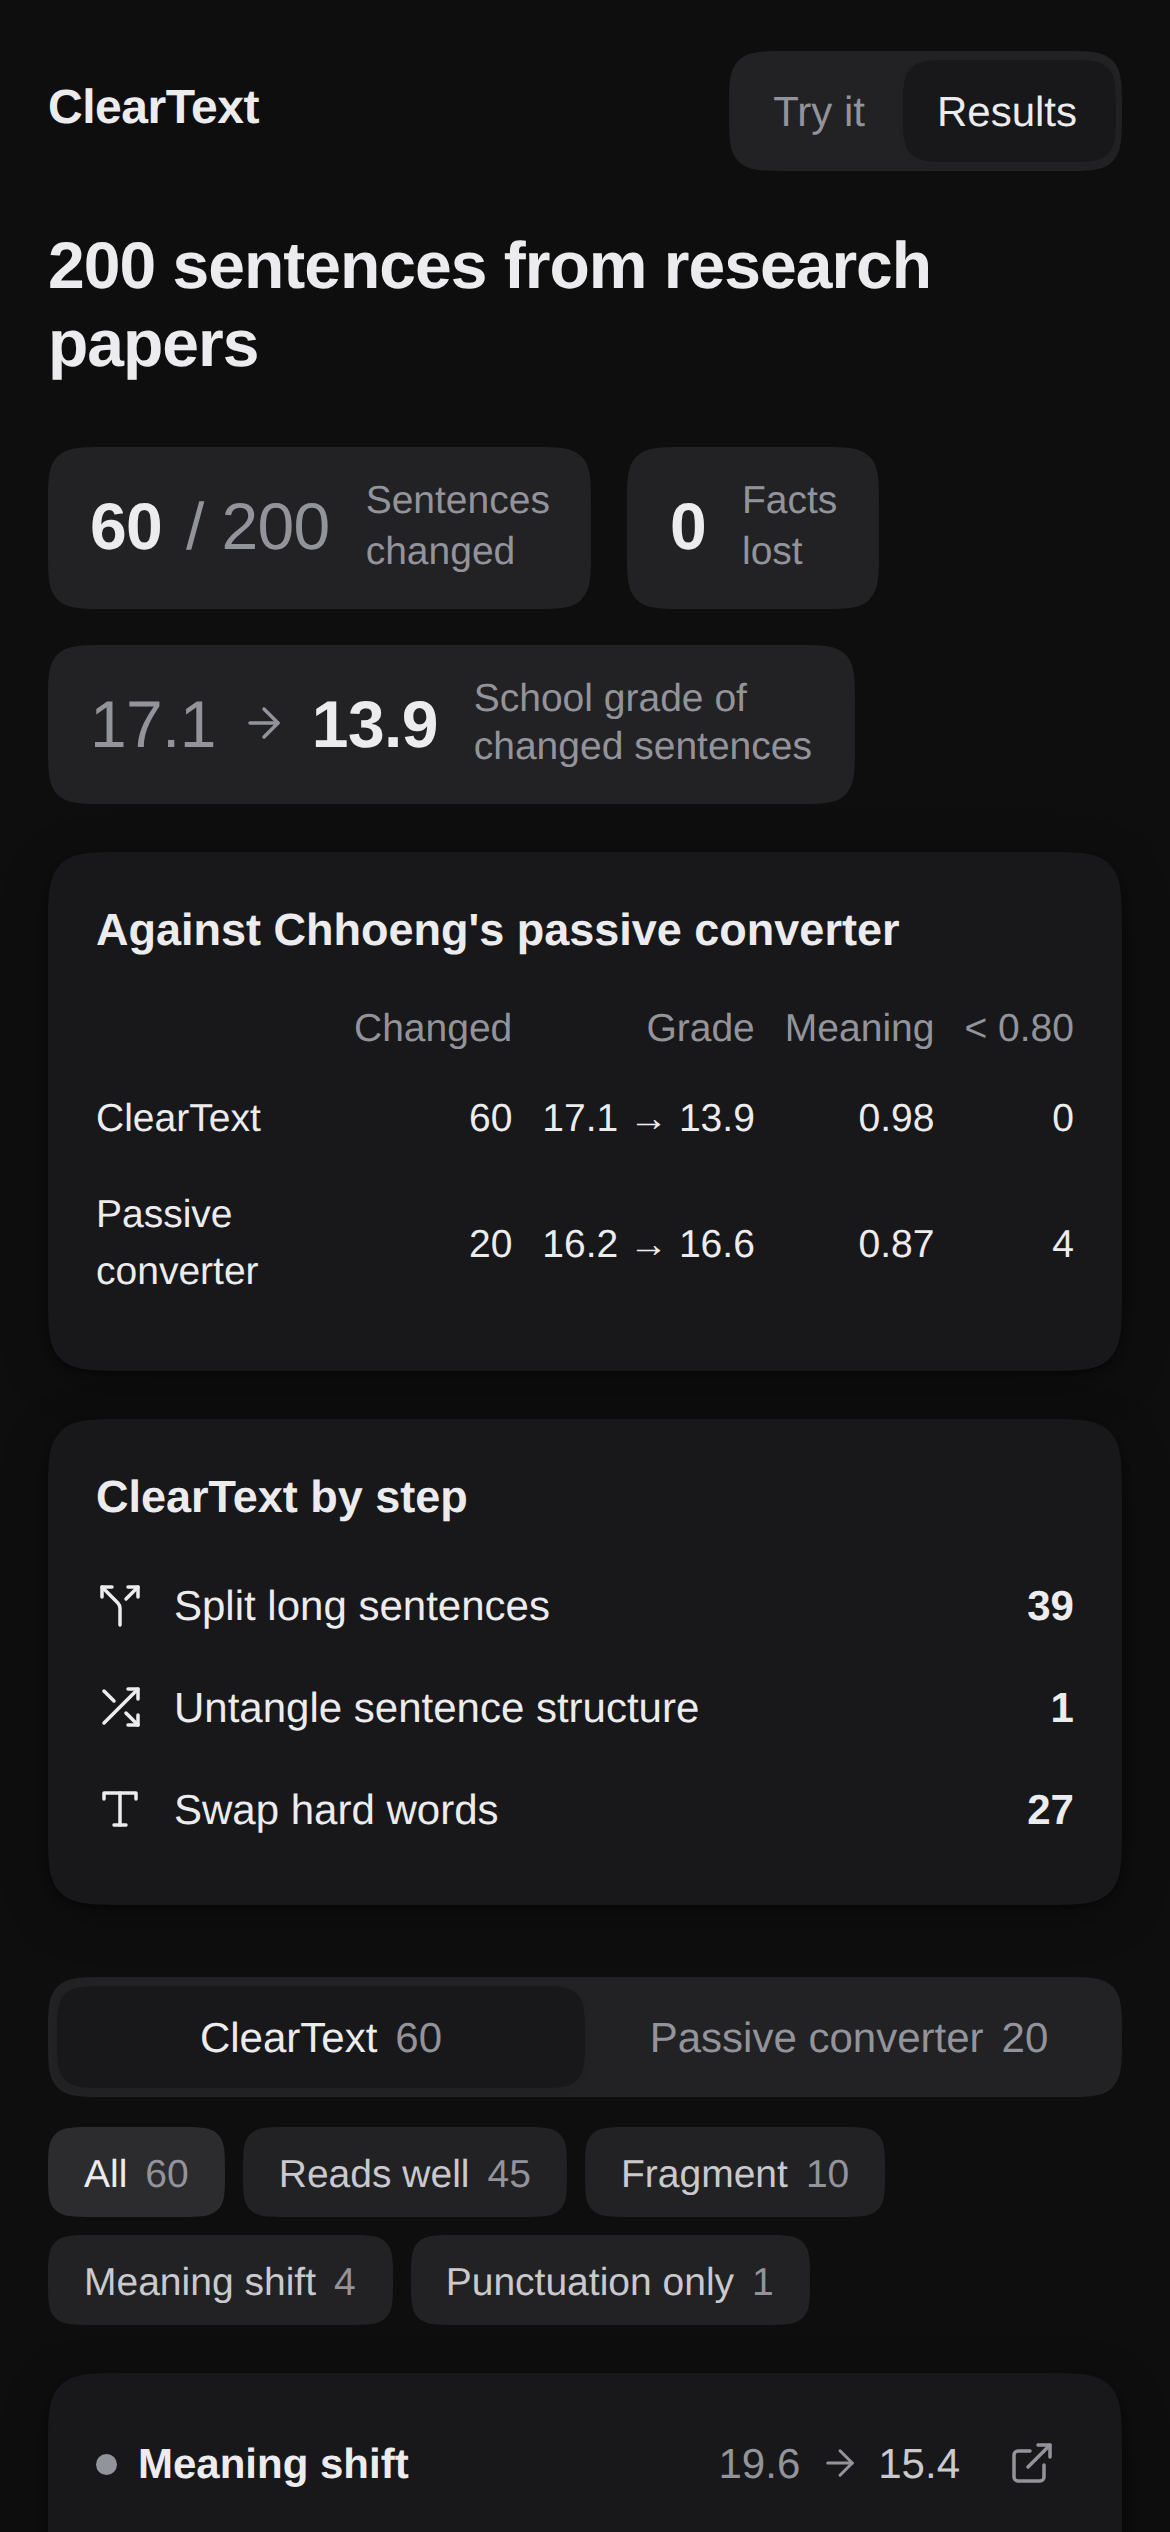 ClearText
Try it
Results
200 sentences from research
papers
60 / 200 Sentences
changed
0 Facts
lost
17.1 → 13.9 School grade of
changed sentences
Against Chhoeng's passive converter
Changed Grade Meaning < 0.80
ClearText 60 17.1 → 13.9 0.98 0
Passive
converter 20 16.2 → 16.6 0.87 4
ClearText by step
Split long sentences 39
Untangle sentence structure 1
Swap hard words 27
ClearText 60 Passive converter 20
All 60 Reads well 45 Fragment 10
Meaning shift 4 Punctuation only 1
Meaning shift 19.6 → 15.4